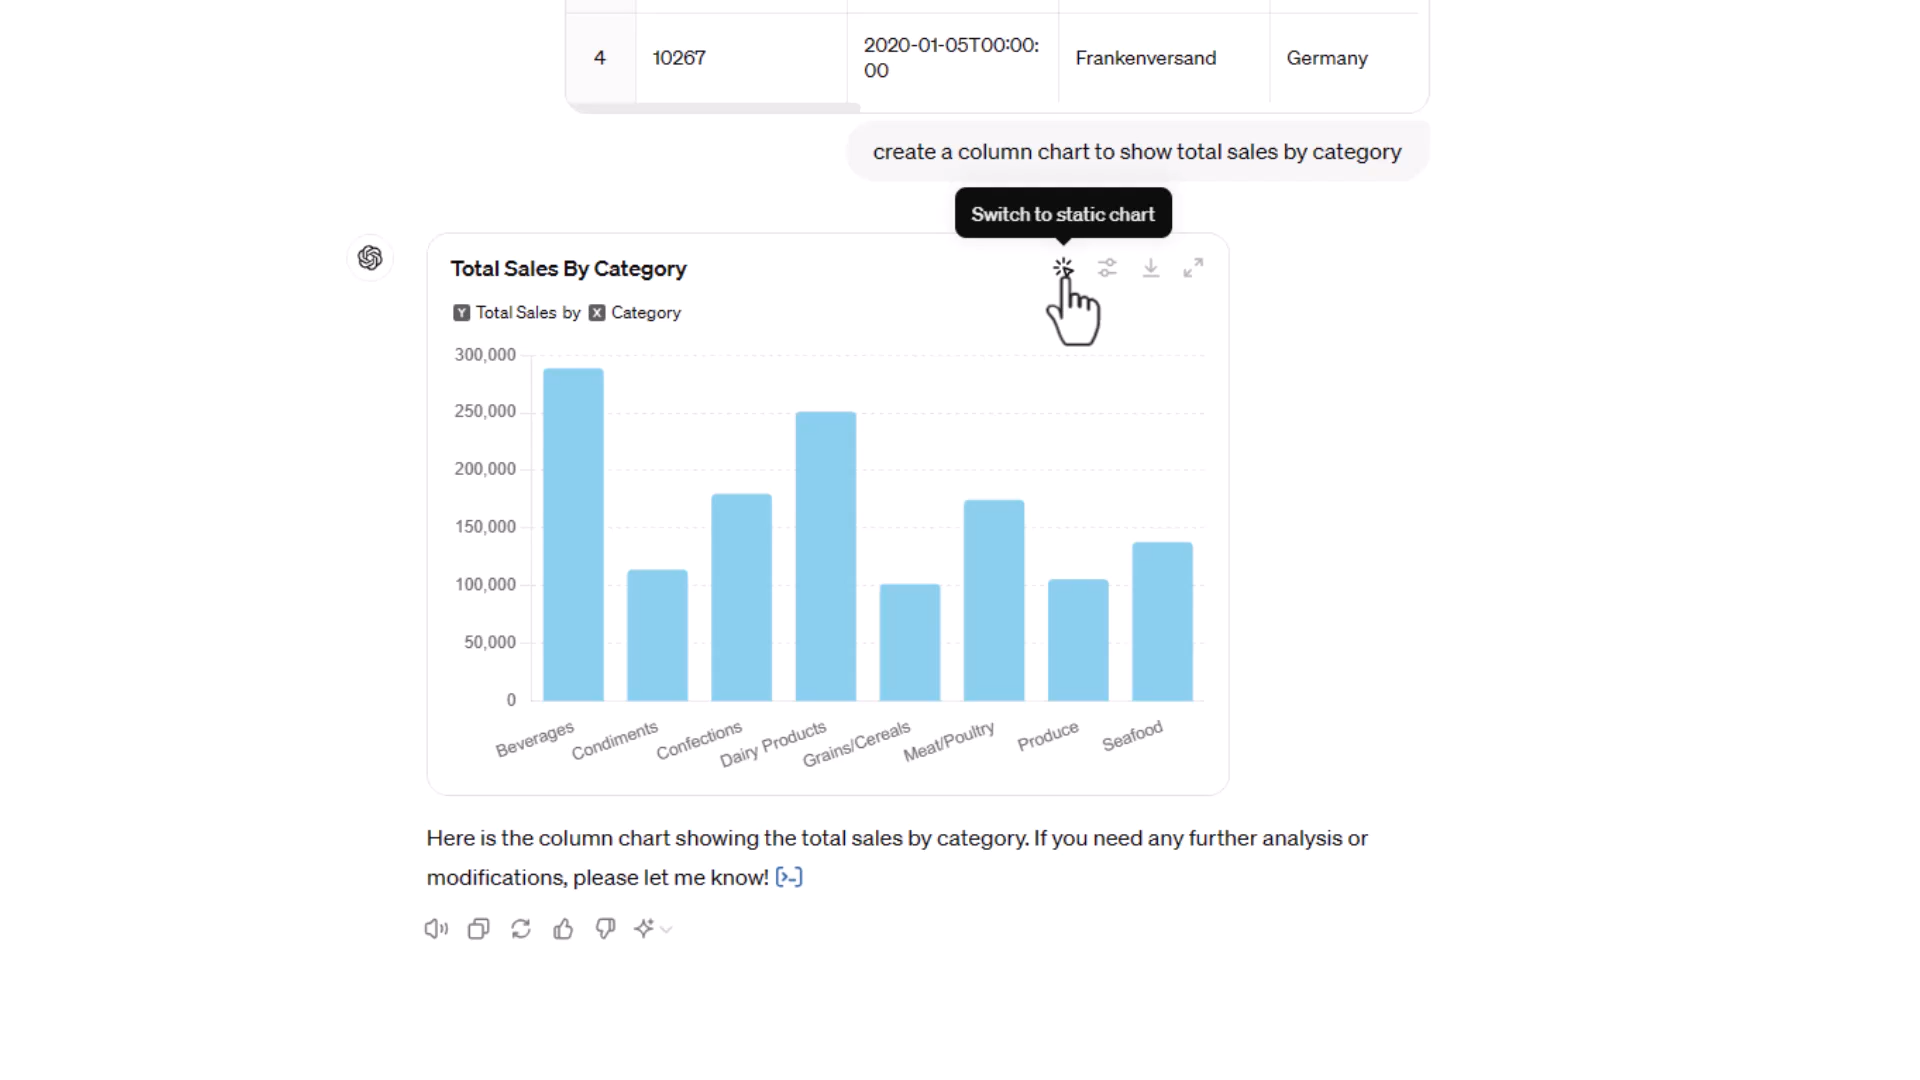 4
10267
2020-01-05T00:00:
00
Frankenversand
Germany
create a column chart to show total sales by category
Switch to static chart
Total Sales By Category
Y Total Sales by X Category
300,000
250,000
200,000
150,000
100,000
50,000
0
Beverages
Condiments
Confections
Dairy Products
Grains/Cereals
Meat/Poultry
Produce
Seafood
Here is the column chart showing the total sales by category. If you need any further analysis or
modifications, please let me know! [>-]